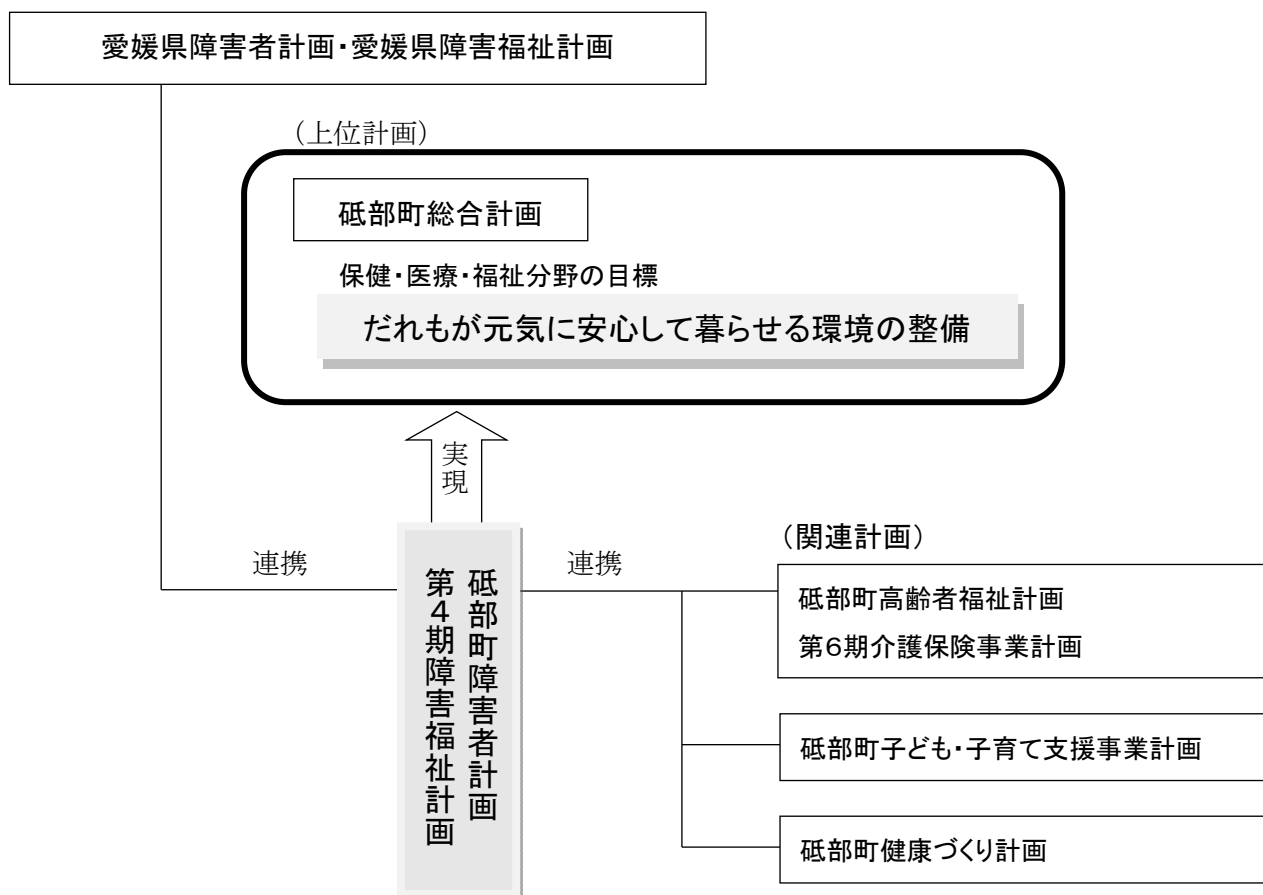 愛媛県障害者計画・愛媛県障害福祉計画
（上位計画）
砥部町総合計画
保健・医療・福祉分野の目標
だれもが元気に安心して暮らせる環境の整備
実現
連携
砥部町障害者計画
第４期障害福祉計画
連携
（関連計画）
砥部町高齢者福祉計画
第６期介護保険事業計画
砥部町子ども・子育て支援事業計画
砥部町健康づくり計画